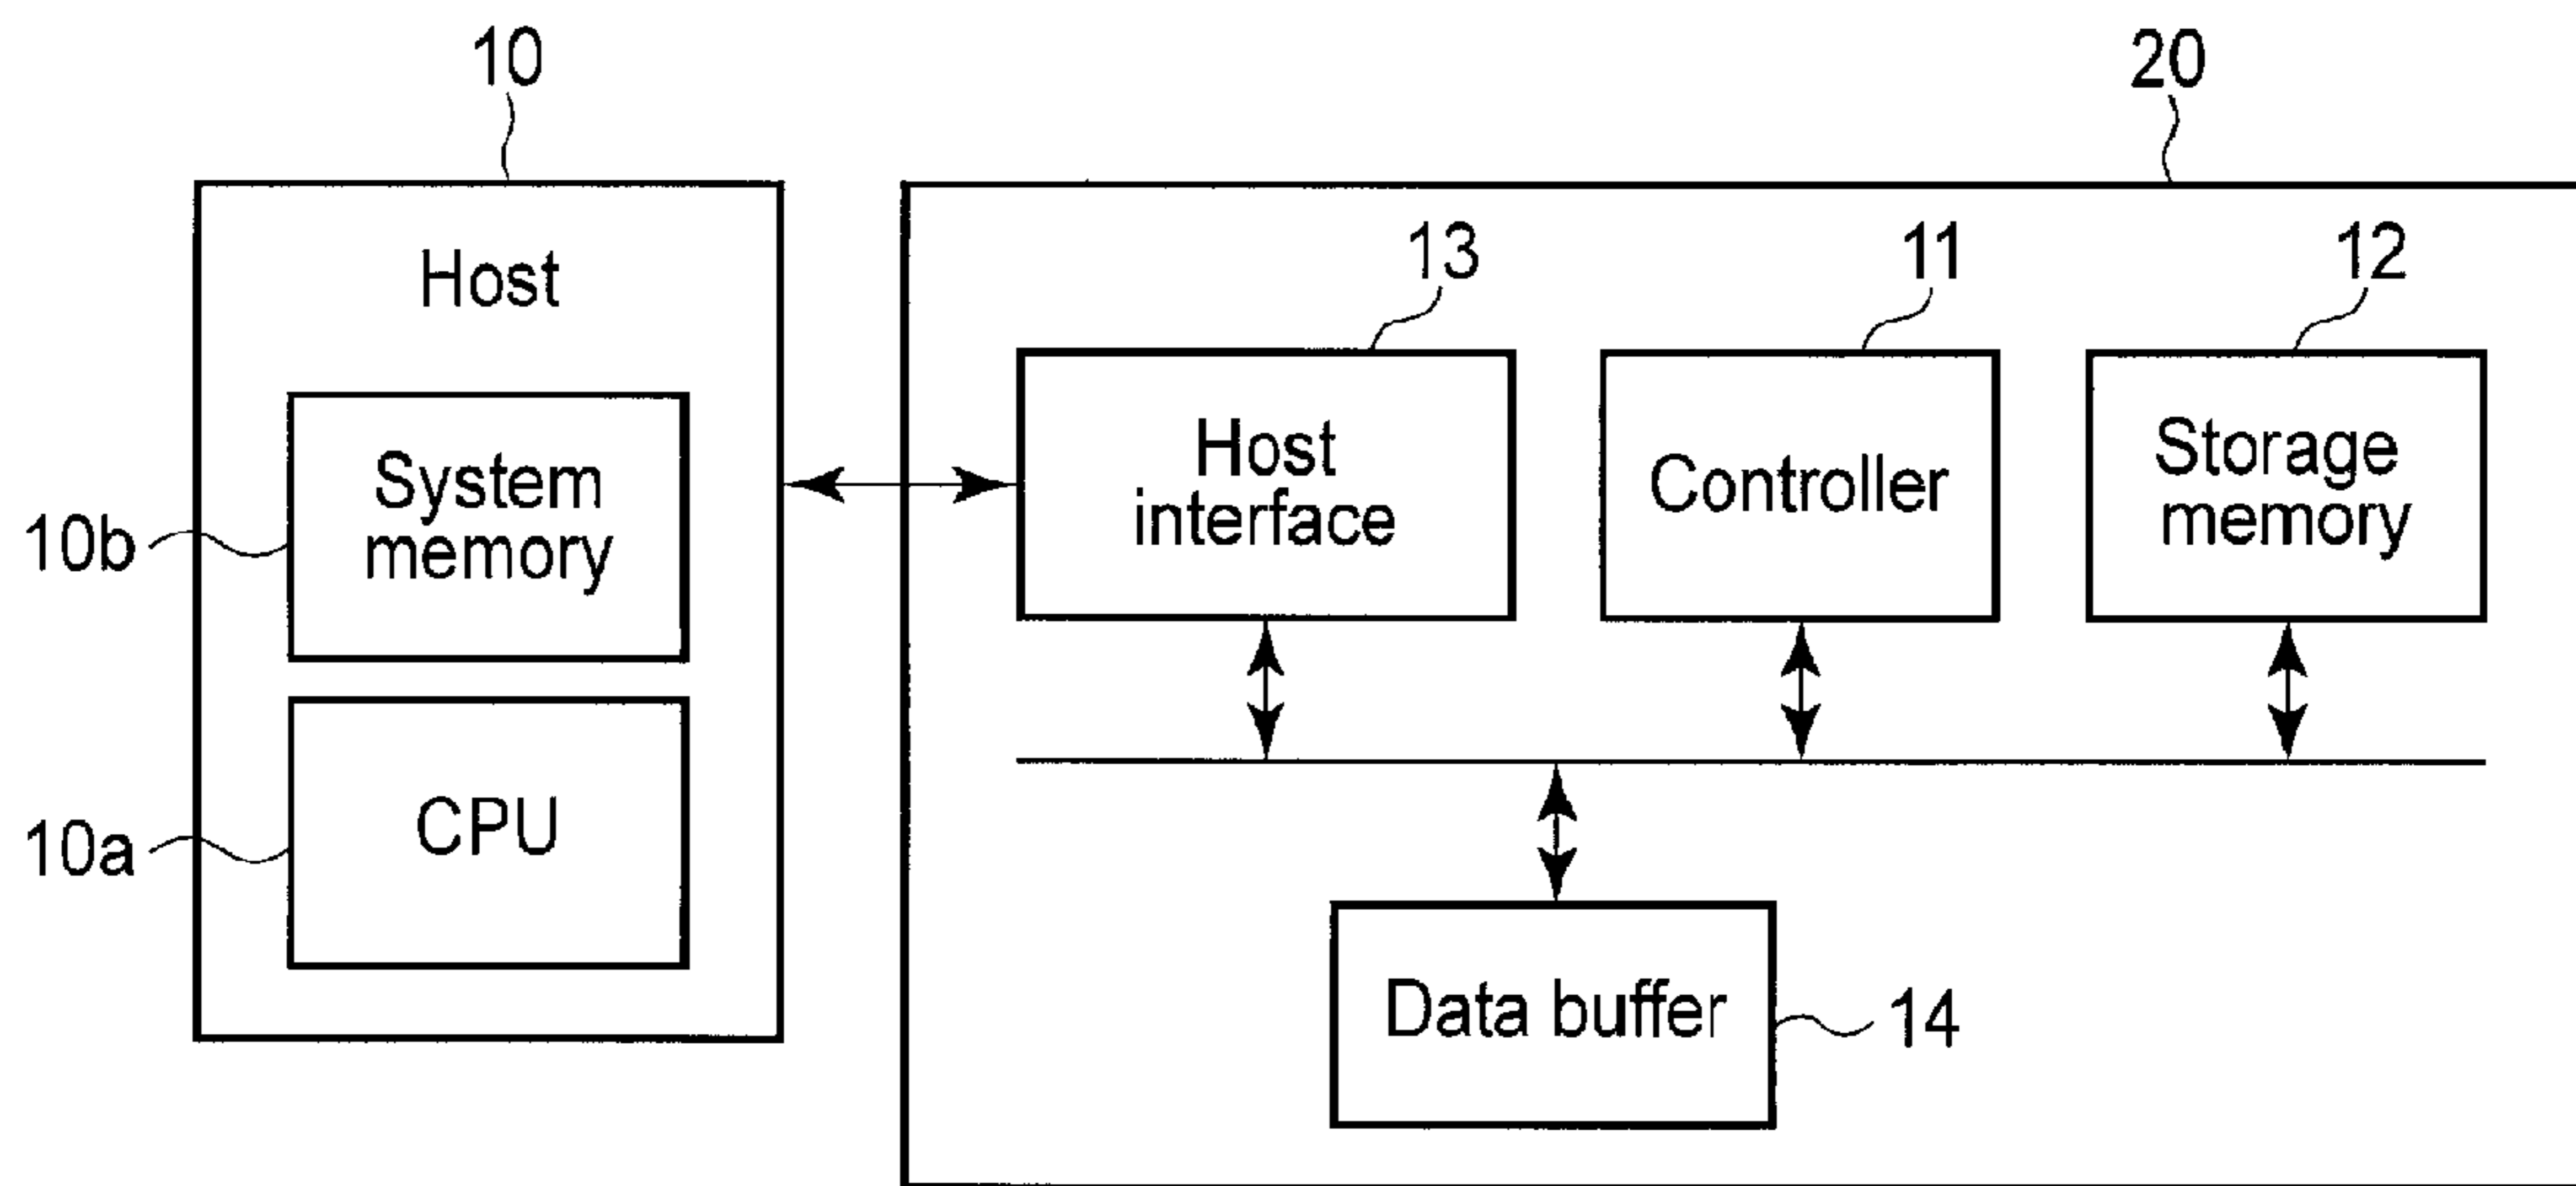 10
20
Host
13
11
12
System
memory
10b
Host
interface
Controller
Storage
memory
CPU
10a
Data buffer
14